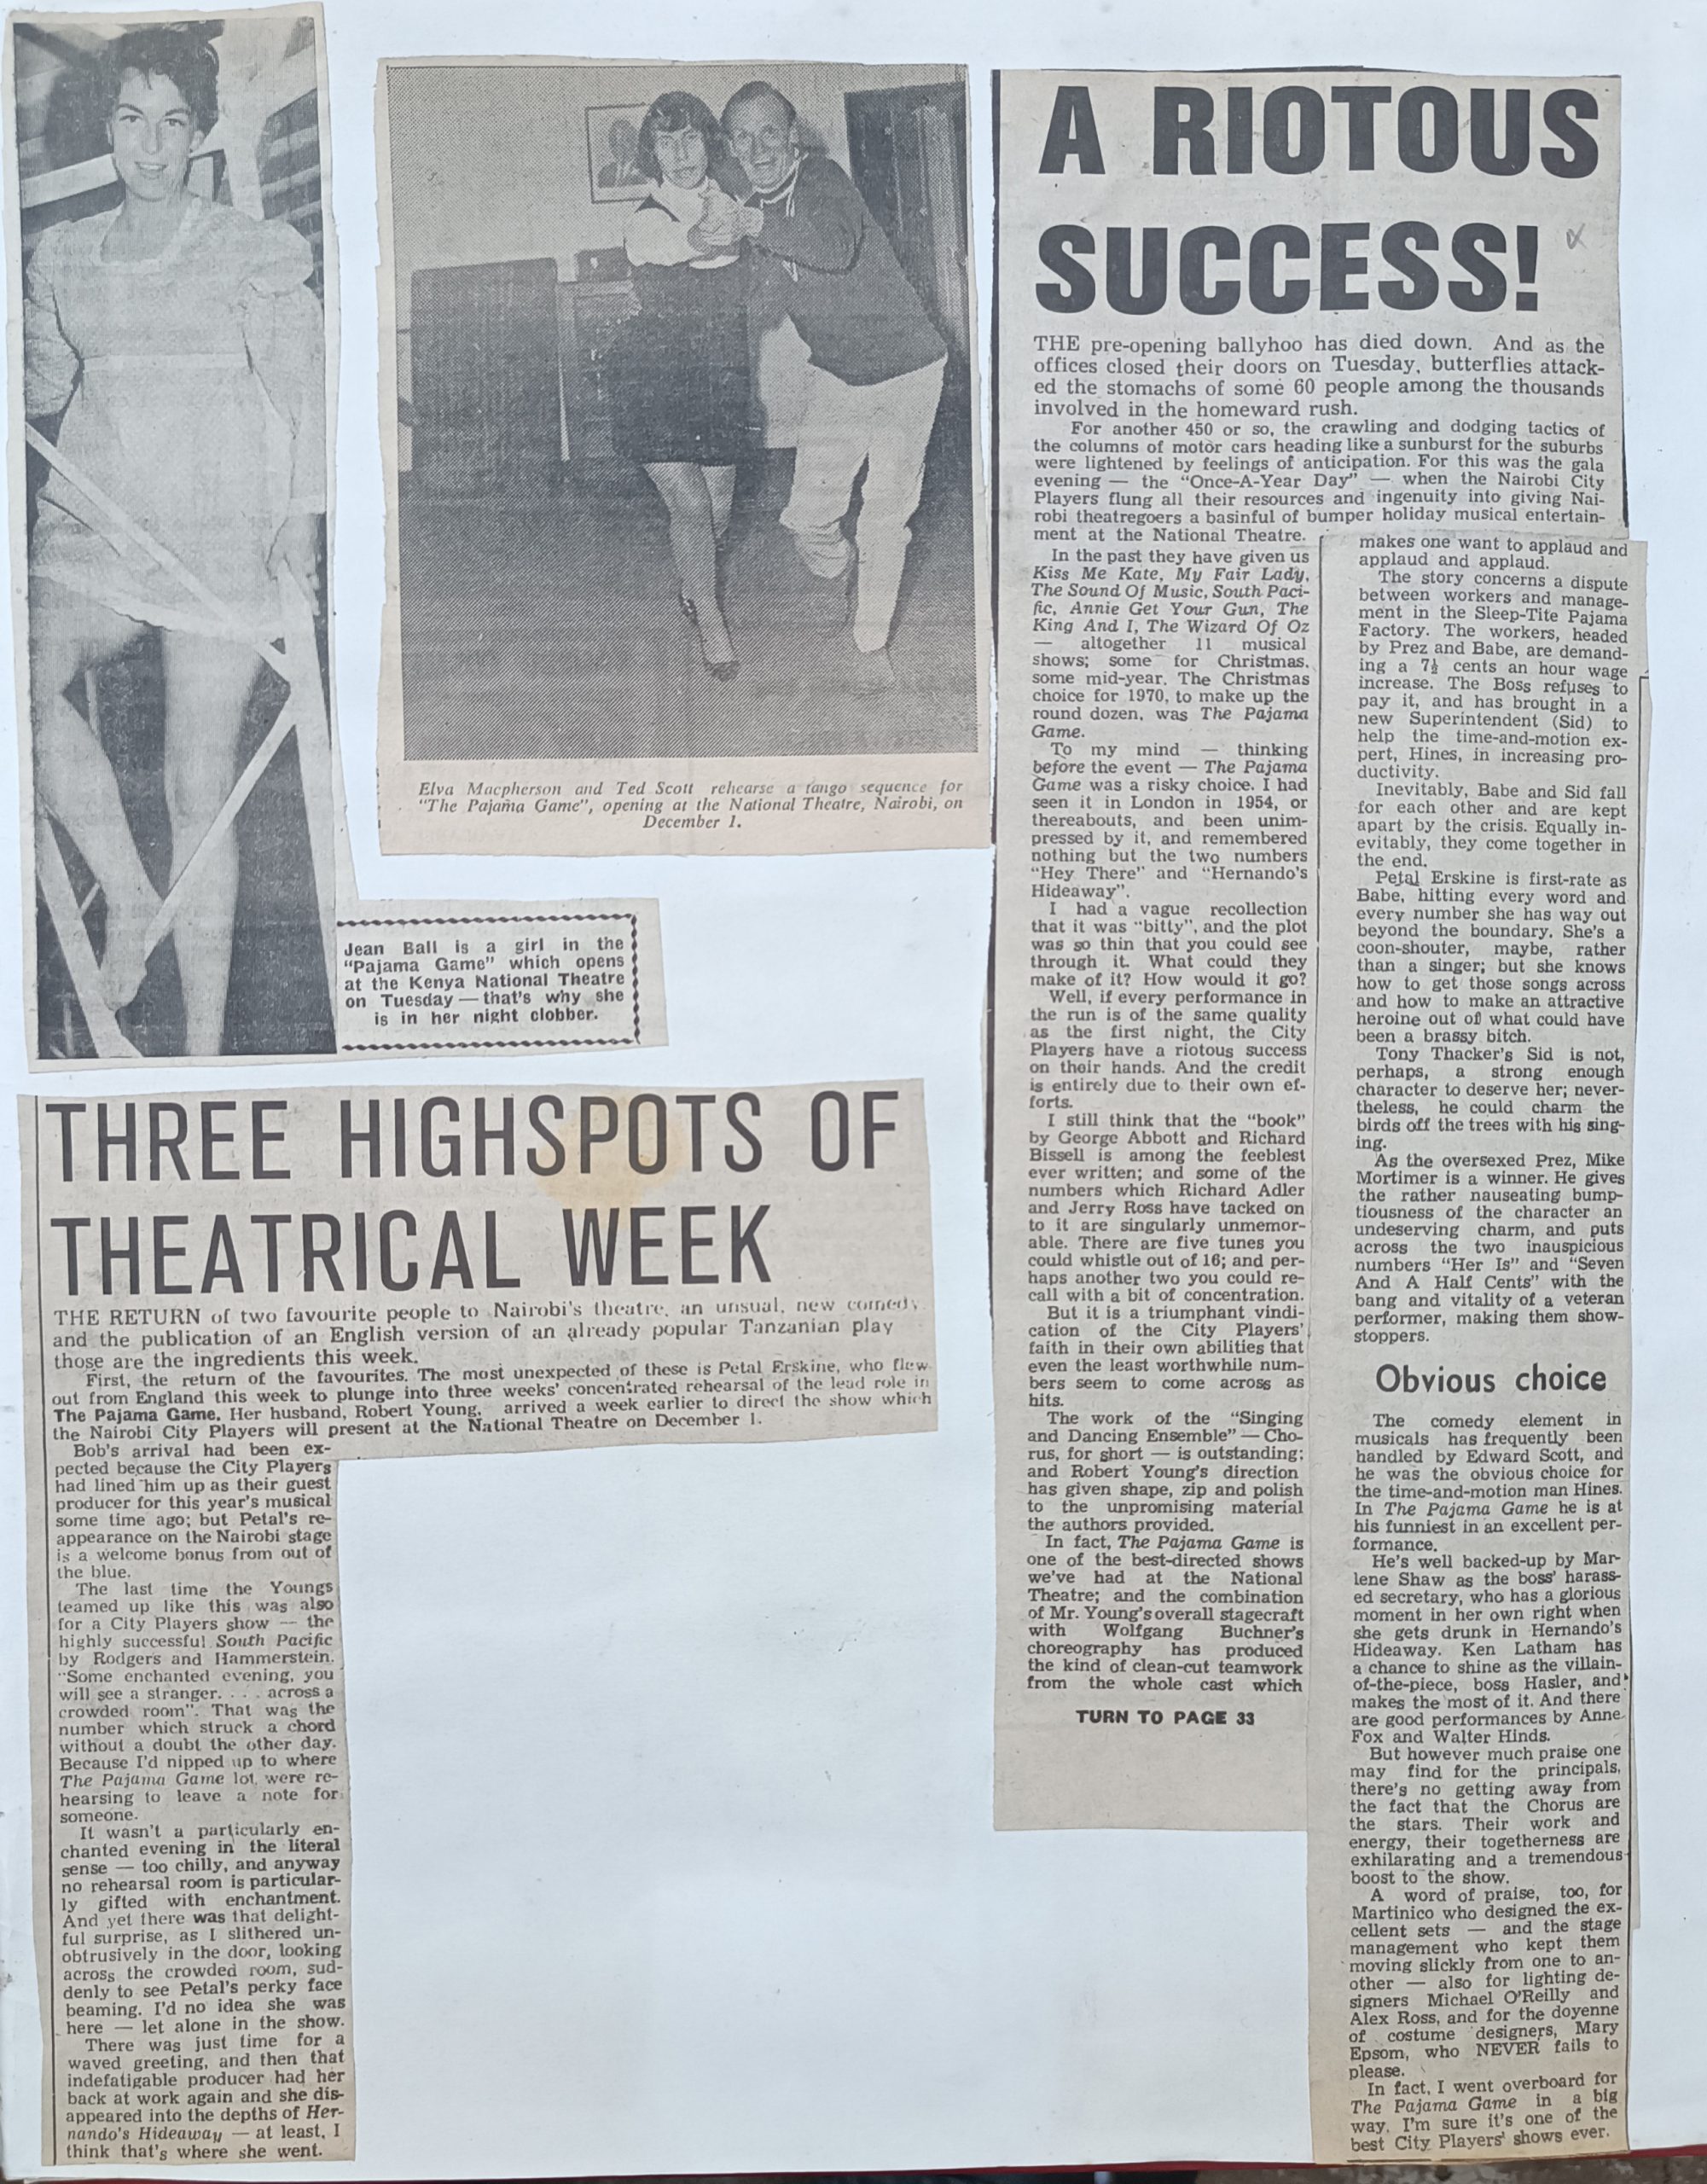 Elva Macpherson and Ted Scott rehearse a tango sequence for
"The Pajama Game", opening at the National Theatre, Nairobi, on
December 1.
Jean Ball is a girl in the
"Pajama Game" which opens
at the Kenya National Theatre
on Tuesday — that's why she
is in her night clobber.
THREE HIGHSPOTS OF
THEATRICAL WEEK
THE RETURN of two favourite people to Nairobi's theatre, an unsual, new comedy
and the publication of an English version of an already popular Tanzanian play
those are the ingredients this week.
First, the return of the favourites. The most unexpected of these is Petal Erskine, who flew
out from England this week to plunge into three weeks' concentrated rehearsal of the lead role in
The Pajama Game. Her husband, Robert Young, arrived a week earlier to direct the show which
the Nairobi City Players will present at the National Theatre on December 1.
Bob's arrival had been ex-
pected because the City Players
had lined him up as their guest
producer for this year's musical
some time ago; but Petal's re-
appearance on the Nairobi stage
is a welcome bonus from out of
the blue.
The last time the Youngs
teamed up like this was also
for a City Players show — the
highly successful South Pacific
by Rodgers and Hammerstein.
"Some enchanted evening, you
will see a stranger. . . . across a
crowded room". That was the
number which struck a chord
without a doubt the other day.
Because I'd nipped up to where
The Pajama Game lot were re-
hearsing to leave a note for
someone.
It wasn't a particularly en-
chanted evening in the literal
sense — too chilly, and anyway
no rehearsal room is particular-
ly gifted with enchantment.
And yet there was that delight-
ful surprise, as I slithered un-
obtrusively in the door, looking
across the crowded room, sud-
denly to see Petal's perky face
beaming. I'd no idea she was
here — let alone in the show.
There was just time for a
waved greeting, and then that
indefatigable producer had her
back at work again and she dis-
appeared into the depths of Her-
nando's Hideaway — at least, I
think that's where she went.
A RIOTOUS
SUCCESS!
THE pre-opening ballyhoo has died down. And as the
offices closed their doors on Tuesday, butterflies attack-
ed the stomachs of some 60 people among the thousands
involved in the homeward rush.
For another 450 or so, the crawling and dodging tactics of
the columns of motor cars heading like a sunburst for the suburbs
were lightened by feelings of anticipation. For this was the gala
evening — the "Once-A-Year Day" — when the Nairobi City
Players flung all their resources and ingenuity into giving Nai-
robi theatregoers a basinful of bumper holiday musical entertain-
ment at the National Theatre.
In the past they have given us
Kiss Me Kate, My Fair Lady,
The Sound Of Music, South Paci-
fic, Annie Get Your Gun, The
King And I, The Wizard Of Oz
— altogether 11 musical
shows; some for Christmas,
some mid-year. The Christmas
choice for 1970, to make up the
round dozen, was The Pajama
Game.
To my mind — thinking
before the event — The Pajama
Game was a risky choice. I had
seen it in London in 1954, or
thereabouts, and been unim-
pressed by it, and remembered
nothing but the two numbers
"Hey There" and "Hernando's
Hideaway".
I had a vague recollection
that it was "bitty", and the plot
was so thin that you could see
through it. What could they
make of it? How would it go?
Well, if every performance in
the run is of the same quality
as the first night, the City
Players have a riotous success
on their hands. And the credit
is entirely due to their own ef-
forts.
I still think that the "book"
by George Abbott and Richard
Bissell is among the feeblest
ever written; and some of the
numbers which Richard Adler
and Jerry Ross have tacked on
to it are singularly unmemor-
able. There are five tunes you
could whistle out of 16; and per-
haps another two you could re-
call with a bit of concentration.
But it is a triumphant vindi-
cation of the City Players'
faith in their own abilities that
even the least worthwhile num-
bers seem to come across as
hits.
The work of the "Singing
and Dancing Ensemble" — Cho-
rus, for short — is outstanding;
and Robert Young's direction
has given shape, zip and polish
to the unpromising material
the authors provided.
In fact, The Pajama Game is
one of the best-directed shows
we've had at the National
Theatre; and the combination
of Mr. Young's overall stagecraft
with Wolfgang Buchner's
choreography has produced
the kind of clean-cut teamwork
from the whole cast which
TURN TO PAGE 33
makes one want to applaud and
applaud and applaud.
The story concerns a dispute
between workers and manage-
ment in the Sleep-Tite Pajama
Factory. The workers, headed
by Prez and Babe, are demand-
ing a 7½ cents an hour wage
increase. The Boss refuses to
pay it, and has brought in a
new Superintendent (Sid) to
help the time-and-motion ex-
pert, Hines, in increasing pro-
ductivity.
Inevitably, Babe and Sid fall
for each other and are kept
apart by the crisis. Equally in-
evitably, they come together in
the end.
Petal Erskine is first-rate as
Babe, hitting every word and
every number she has way out
beyond the boundary. She's a
coon-shouter, maybe, rather
than a singer; but she knows
how to get those songs across
and how to make an attractive
heroine out of what could have
been a brassy bitch.
Tony Thacker's Sid is not,
perhaps, a strong enough
character to deserve her; never-
theless, he could charm the
birds off the trees with his sing-
ing.
As the oversexed Prez, Mike
Mortimer is a winner. He gives
the rather nauseating bump-
tiousness of the character an
undeserving charm, and puts
across the two inauspicious
numbers "Her Is" and "Seven
And A Half Cents" with the
bang and vitality of a veteran
performer, making them show-
stoppers.
Obvious choice
The comedy element in
musicals has frequently been
handled by Edward Scott, and
he was the obvious choice for
the time-and-motion man Hines.
In The Pajama Game he is at
his funniest in an excellent per-
formance.
He's well backed-up by Mar-
lene Shaw as the boss' harass-
ed secretary, who has a glorious
moment in her own right when
she gets drunk in Hernando's
Hideaway. Ken Latham has
a chance to shine as the villain-
of-the-piece, boss Hasler, and
makes the most of it. And there
are good performances by Anne
Fox and Walter Hinds.
But however much praise one
may find for the principals,
there's no getting away from
the fact that the Chorus are
the stars. Their work and
energy, their togetherness are
exhilarating and a tremendous
boost to the show.
A word of praise, too, for
Martinico who designed the ex-
cellent sets — and the stage
management who kept them
moving slickly from one to an-
other — also for lighting de-
signers Michael O'Reilly and
Alex Ross, and for the doyenne
of costume designers, Mary
Epsom, who NEVER fails to
please.
In fact, I went overboard for
The Pajama Game in a big
way. I'm sure it's one of the
best City Players' shows ever.